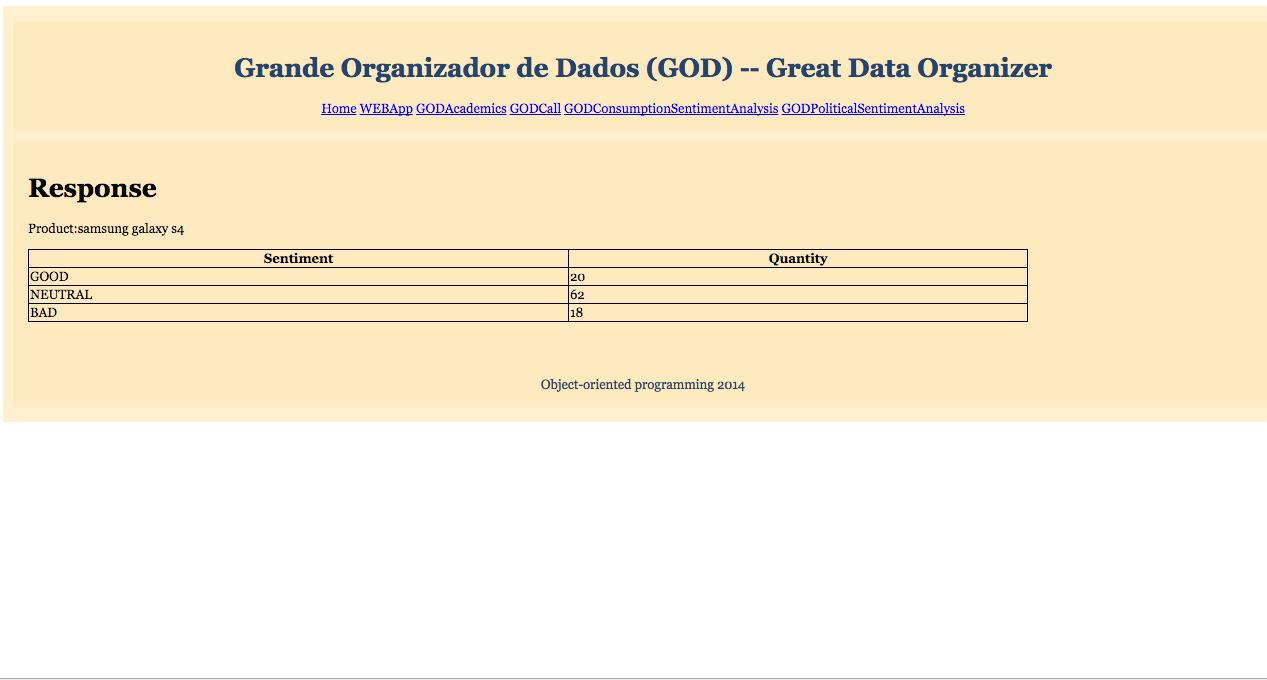 Grande Organizador de Dados (GOD) -- Great Data Organizer
Home WEBApp GODAcademics GODCall GODConsumptionSentimentAnalysis GODPoliticalSentimentAnalysis
Response
Product:samsung galaxy s4
Sentiment Quantity
GOOD 20
NEUTRAL 62
BAD 18
Object-oriented programming 2014